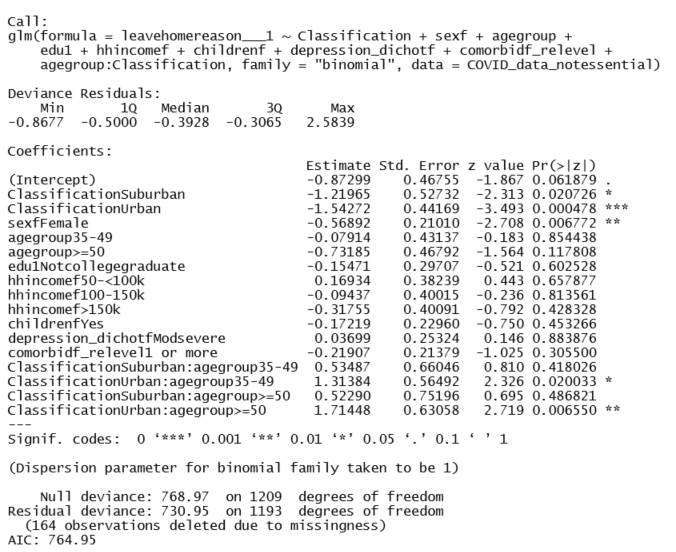 Call:
glm(formula = leavehomereason___1 ~ Classification + sexf + agegroup +
    edu1 + hhincomef + childrenf + depression_dichotf + comorbidf_relevel +
    agegroup:Classification, family = "binomial", data = COVID_data_notessential)

Deviance Residuals:
    Min      1Q  Median      3Q     Max
-0.8677 -0.5000 -0.3928 -0.3065  2.5839

Coefficients:
                                   Estimate Std. Error z value Pr(>|z|)
(Intercept)                        -0.87299    0.46755  -1.867 0.061879 .
ClassificationSuburban             -1.21965    0.52732  -2.313 0.020726 *
ClassificationUrban                -1.54272    0.44169  -3.493 0.000478 ***
sexfFemale                         -0.56892    0.21010  -2.708 0.006772 **
agegroup35-49                      -0.07914    0.43137  -0.183 0.854438
agegroup>=50                       -0.73185    0.46792  -1.564 0.117808
edu1Notcollegegraduate             -0.15471    0.29707  -0.521 0.602528
hhincomef50-<100k                   0.16934    0.38239   0.443 0.657877
hhincomef100-150k                  -0.09437    0.40015  -0.236 0.813561
hhincomef>150k                     -0.31755    0.40091  -0.792 0.428328
childrenfYes                       -0.17219    0.22960  -0.750 0.453266
depression_dichotfModsevere         0.03699    0.25324   0.146 0.883876
comorbidf_relevel1 or more         -0.21907    0.21379  -1.025 0.305500
ClassificationSuburban:agegroup35-49  0.53487    0.66046   0.810 0.418026
ClassificationUrban:agegroup35-49   1.31384    0.56492   2.326 0.020033 *
ClassificationSuburban:agegroup>=50  0.52290    0.75196   0.695 0.486821
ClassificationUrban:agegroup>=50    1.71448    0.63058   2.719 0.006550 **
---
Signif. codes:  0 ‘***’ 0.001 ‘**’ 0.01 ‘*’ 0.05 ‘.’ 0.1 ‘ ’ 1

(Dispersion parameter for binomial family taken to be 1)

    Null deviance: 768.97  on 1209  degrees of freedom
Residual deviance: 730.95  on 1193  degrees of freedom
  (164 observations deleted due to missingness)
AIC: 764.95